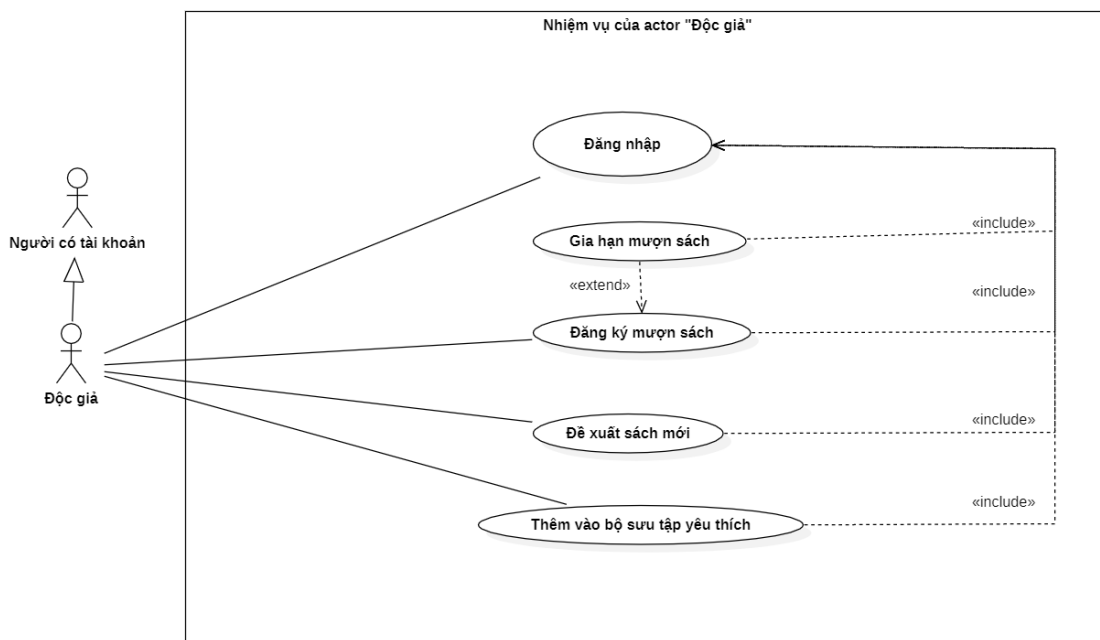 Nhiệm vụ của actor "Độc giả"
Đăng nhập
Người có tài khoản
Gia hạn mượn sách
«include»
«extend»
«include»
Đăng ký mượn sách
Độc giả
Đề xuất sách mới
«include»
Thêm vào bộ sưu tập yêu thích
«include»